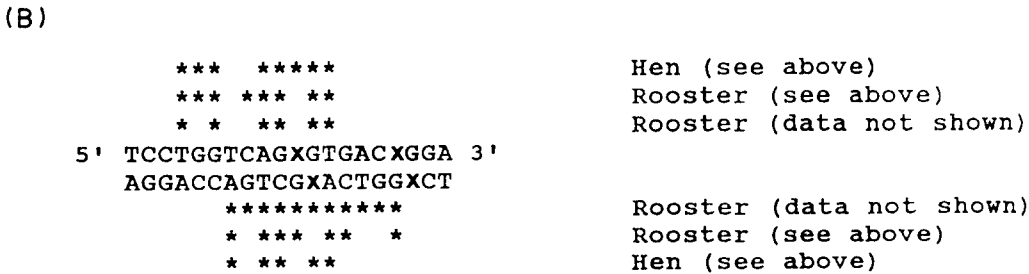 (B)
*** ***** Hen (see above)
*** *** ** Rooster (see above)
* * ** ** Rooster (data not shown)
5' TCCTGGTCAGXGTGACXGGA 3'
AGGACCAGTCGXACTGGXCT
*********** Rooster (data not shown)
* *** ** * Rooster (see above)
* ** ** Hen (see above)